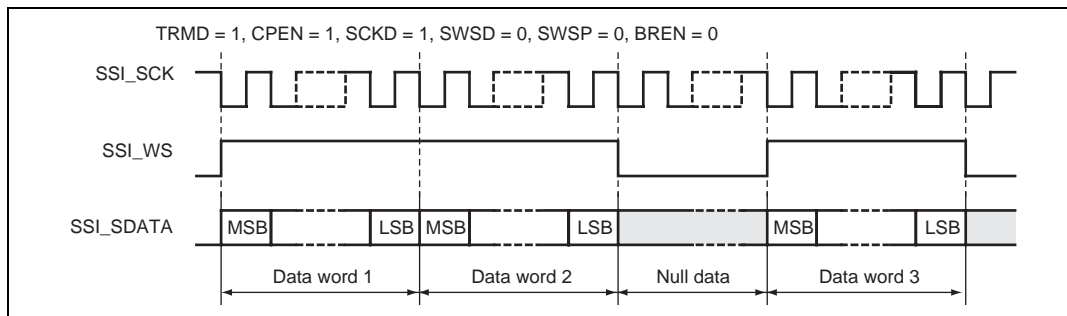 TRMD = 1, CPEN = 1, SCKD = 1, SWSD = 0, SWSP = 0, BREN = 0
SSI_SCK
SSI_WS
SSI_SDATA
MSB LSB MSB LSB MSB LSB
Data word 1 Data word 2 Null data Data word 3